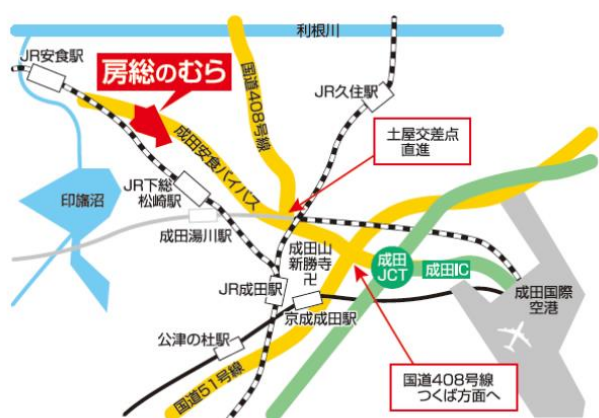 利根川
JR安食駅
房総のむら
国道408号線
JR久住駅
成田安食バイパス
土屋交差点
直進
JR下総
松崎駅
印旛沼
成田湯川駅
成田山
新勝寺
卍
成田
JCT
成田IC
JR成田駅
成田国際
空港
京成成田駅
公津の杜駅
国道51号線
国道408号線
つくば方面へ